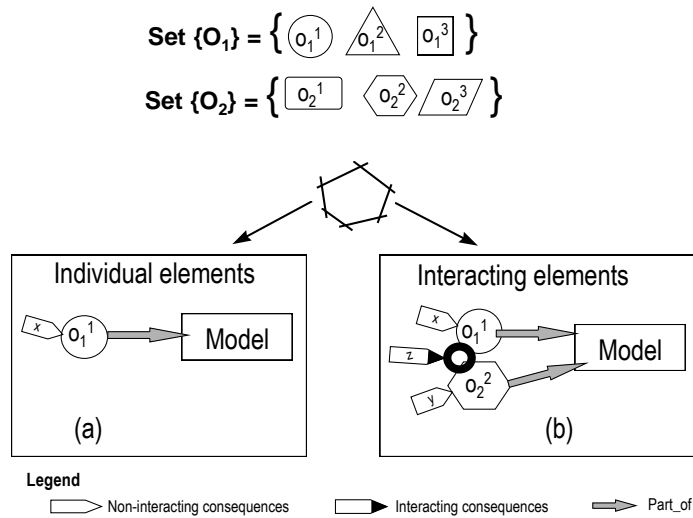 Set {O₁} = { o₁¹ o₁² o₁³ }
Set {O₂} = { o₂¹ o₂² o₂³ }
Individual elements
x o₁¹ Model
(a)
Interacting elements
x o₁¹
z Model
y o₂²
(b)
Legend
Non-interacting consequences Interacting consequences Part_of